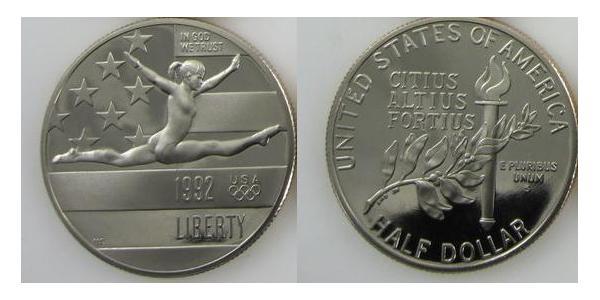 IN GOD
WE TRUST
1992
USA
LIBERTY
UNITED STATES OF AMERICA
CITIUS
ALTIUS
FORTIUS
E PLURIBUS
UNUM
HALF DOLLAR